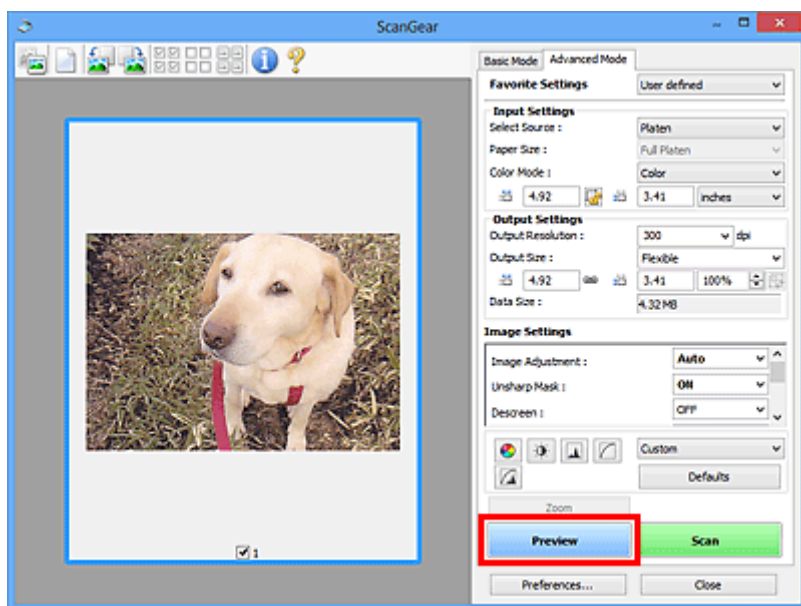 ScanGear
Basic Mode Advanced Mode
Favorite Settings User defined
Input Settings
Select Source : Platen
Paper Size : Full Platen
Color Mode : Color
4.92 3.41 inches
Output Settings
Output Resolution : 300 dpi
Output Size : Flexible
4.92 3.41 100%
Data Size : 4.32 MB
Image Settings
Image Adjustment : Auto
Unsharp Mask : ON
Descreen : OFF
Custom
Defaults
Zoom
Preview Scan
1
Preferences... Close